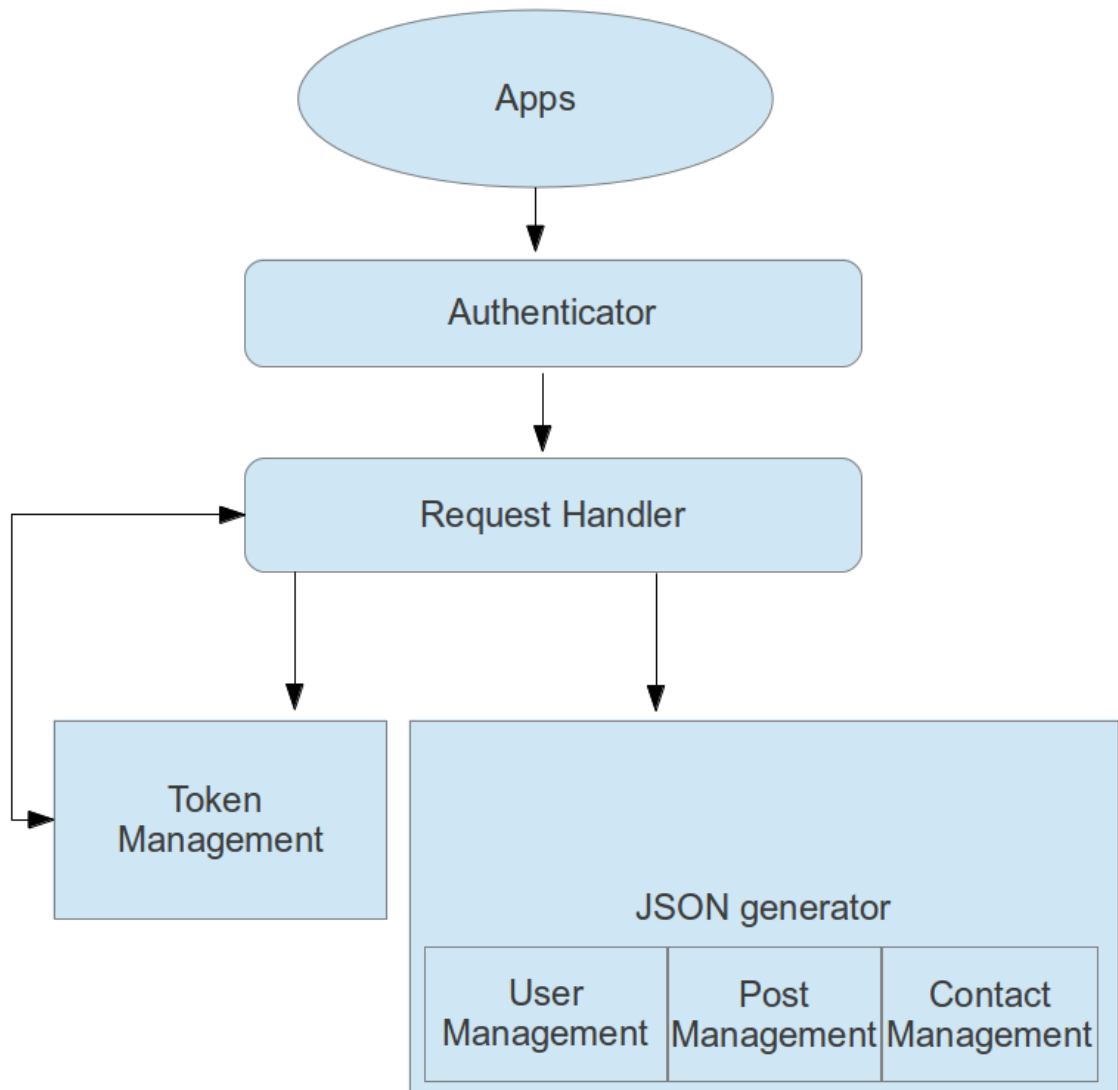 Apps
Authenticator
Request Handler
Token
Management
JSON generator
User
Management
Post
Management
Contact
Management